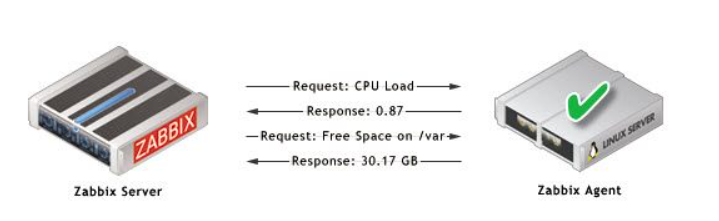 Request: CPU Load
Response: 0.87
Request: Free Space on /var
Response: 30.17 GB
ZABBIX
LINUX SERVER
Zabbix Server
Zabbix Agent